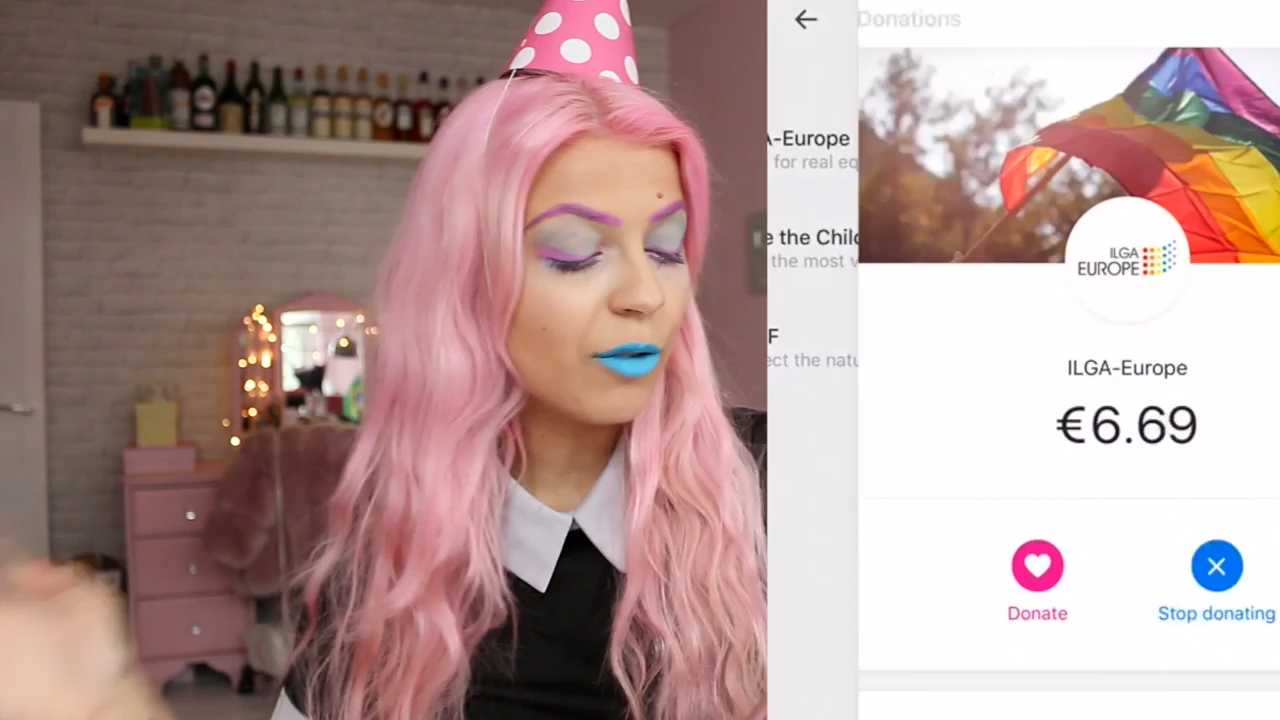 Donations
A-Europe
for real eq
e the Chil
the most v
F
ect the natu
ILGA
EUROPE
ILGA-Europe
€6.69
Donate
Stop donating